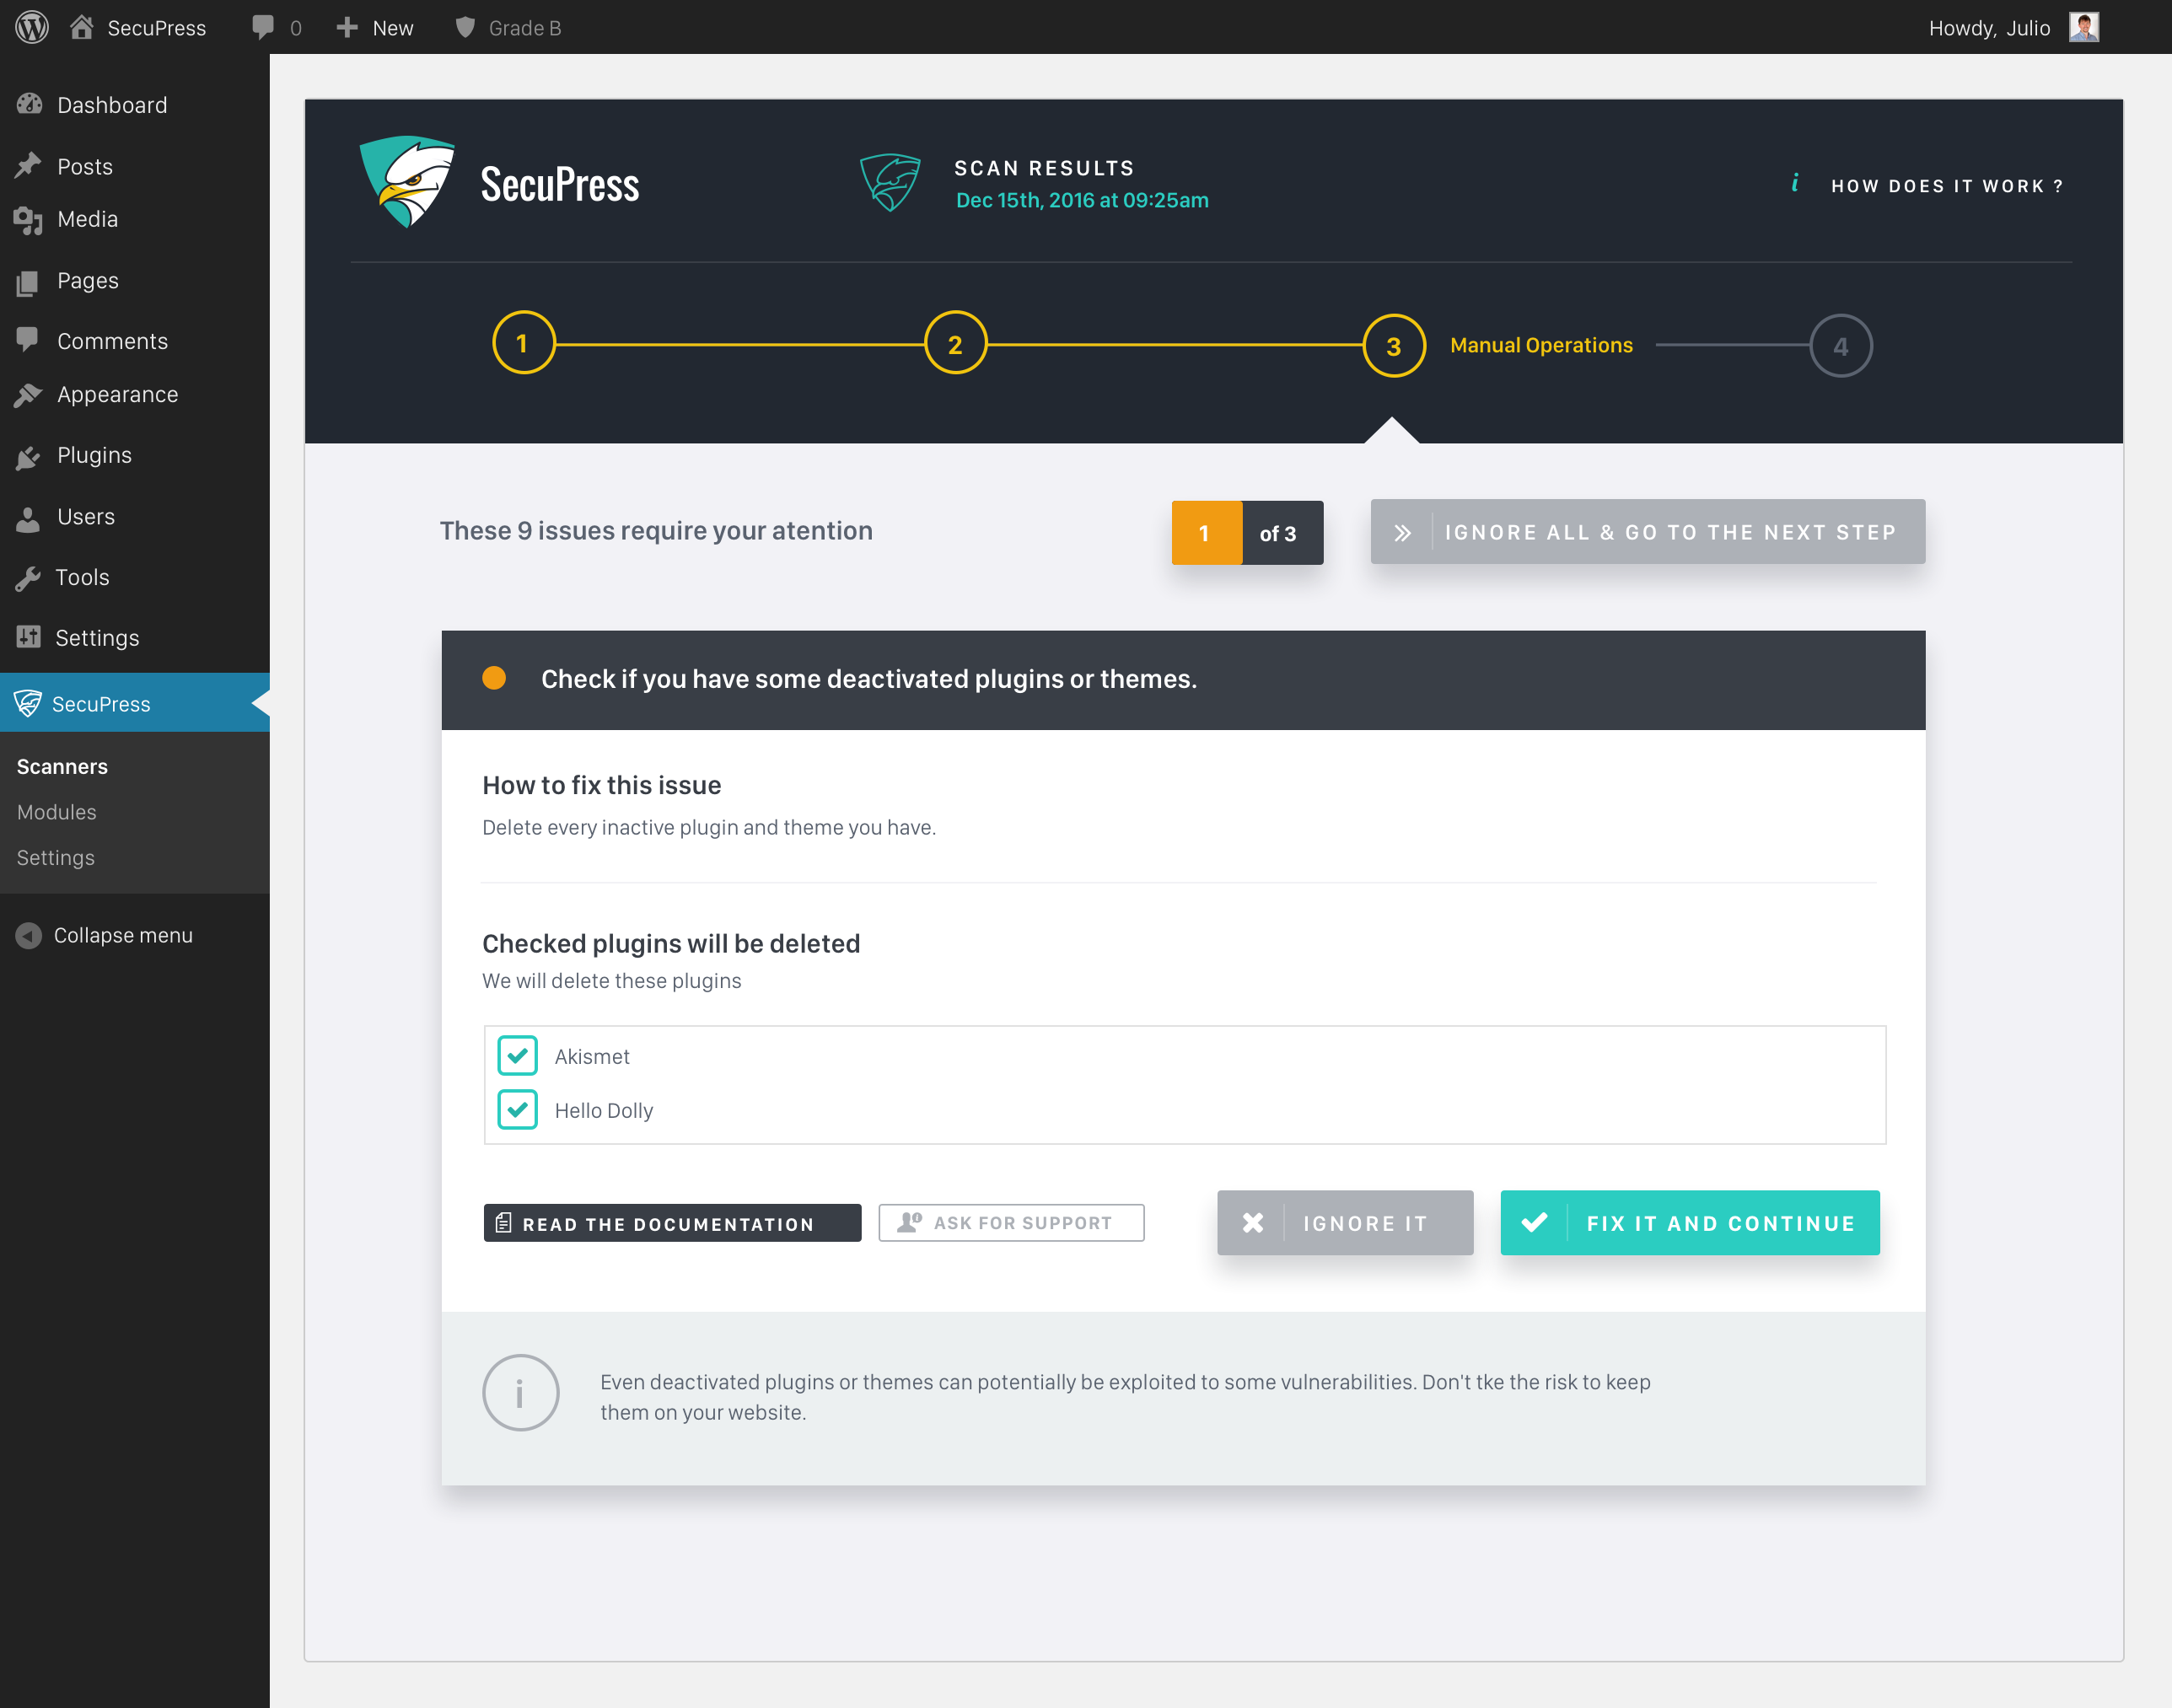 SecuPress
0
New
Grade B
Howdy, Julio
Dashboard
Posts
Media
Pages
Comments
Appearance
Plugins
Users
Tools
Settings
SecuPress
Scanners
Modules
Settings
Collapse menu
SecuPress
SCAN RESULTS
Dec 15th, 2016 at 09:25am
i HOW DOES IT WORK ?
1
2
3
Manual Operations
4
These 9 issues require your atention
1 of 3
IGNORE ALL & GO TO THE NEXT STEP
Check if you have some deactivated plugins or themes.
How to fix this issue
Delete every inactive plugin and theme you have.
Checked plugins will be deleted
We will delete these plugins
Akismet
Hello Dolly
READ THE DOCUMENTATION
ASK FOR SUPPORT
IGNORE IT
FIX IT AND CONTINUE
i
Even deactivated plugins or themes can potentially be exploited to some vulnerabilities. Don't tke the risk to keep
them on your website.